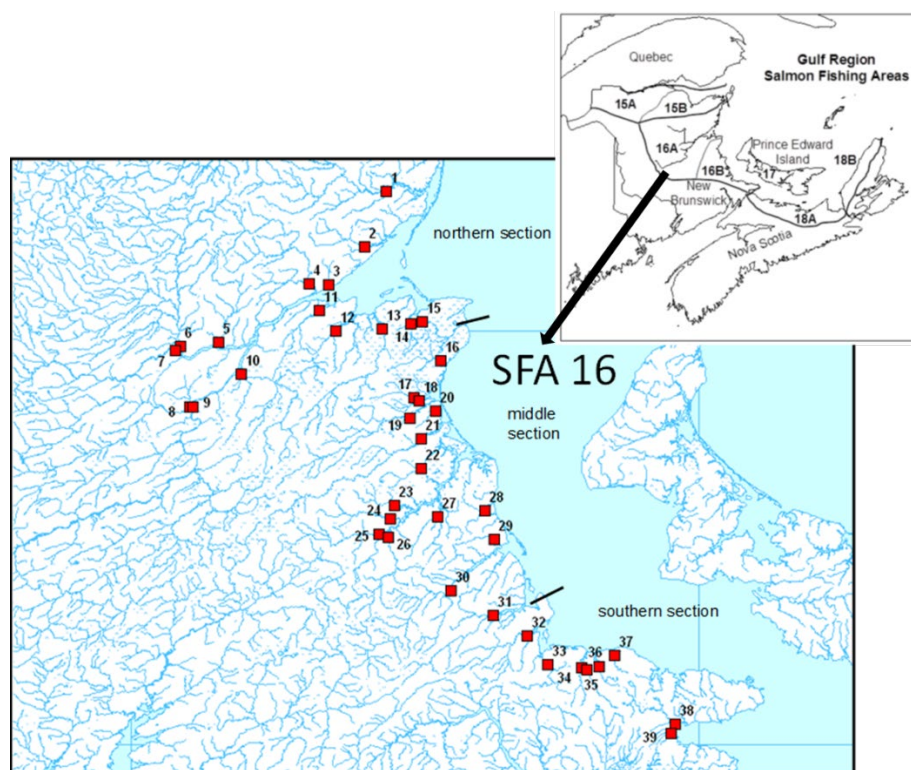 Gulf Region
Salmon Fishing Areas
Quebec
15A
15B
16A
Prince Edward
Island
18B
16B
17
New
Brunswick
18A
Nova Scotia
1
northern section
2
4
3
11
12
13
14
15
5
6
7
16
10
SFA 16
8
9
17
18
20
middle
section
19
21
22
23
24
27
28
25
26
29
30
31
southern section
32
33
36
37
34
35
38
39